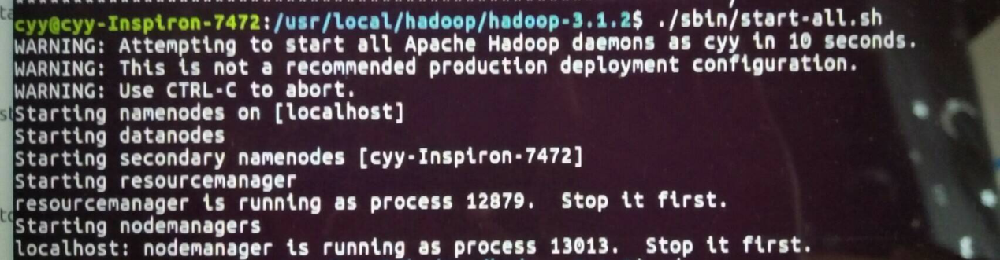 cyy@cyy-Inspiron-7472:/usr/local/hadoop/hadoop-3.1.2$ ./sbin/start-all.sh
WARNING: Attempting to start all Apache Hadoop daemons as cyy in 10 seconds.
WARNING: This is not a recommended production deployment configuration.
WARNING: Use CTRL-C to abort.
Starting namenodes on [localhost]
Starting datanodes
Starting secondary namenodes [cyy-Inspiron-7472]
Starting resourcemanager
resourcemanager is running as process 12879.  Stop it first.
Starting nodemanagers
localhost: nodemanager is running as process 13013.  Stop it first.